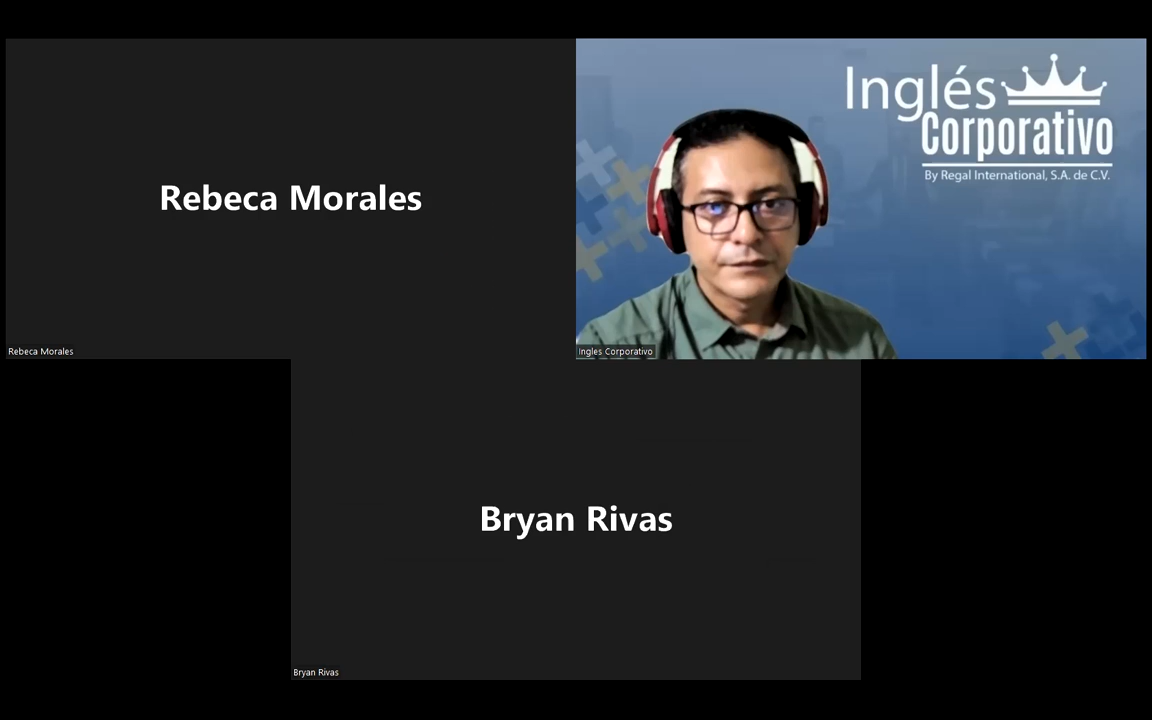 Rebeca Morales
Rebeca Morales
Inglés
Corporativo
By Regal International, S.A. de C.V.
Ingles Corporativo
Bryan Rivas
Bryan Rivas